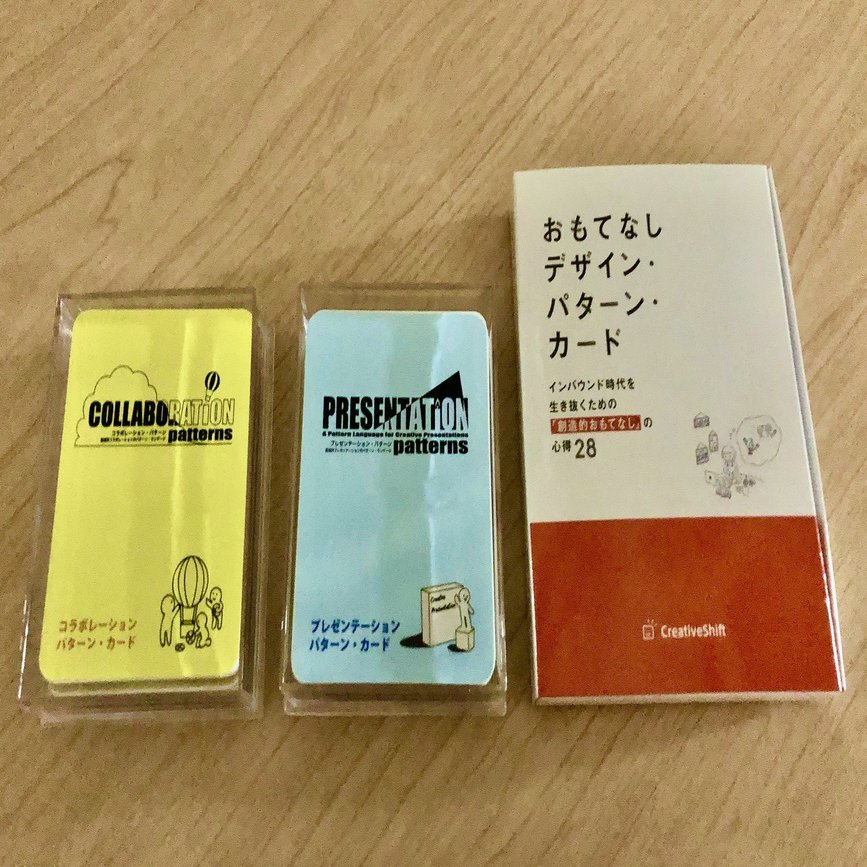 COLLABORATION
コラボレーション・パターン
patterns
コラボレーション
パターン・カード
PRESENTATION
A Pattern Language for Creative Presentations
プレゼンテーション・パターン
patterns
Creative
Presentation
プレゼンテーション
パターン・カード
おもてなし
デザイン・
パターン・
カード
インバウンド時代を
生き抜くための
「創造的おもてなし」の
心得28
CreativeShift